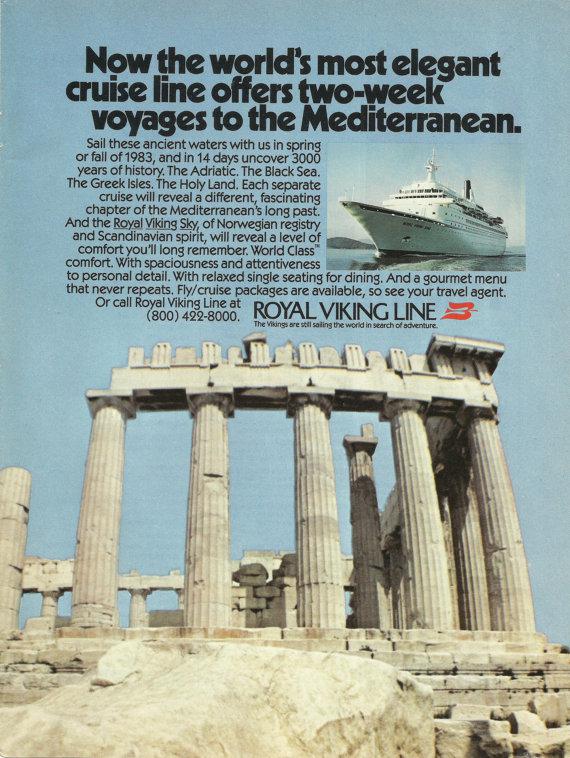 Now the world's most elegant
cruise line offers two-week
voyages to the Mediterranean.
Sail these ancient waters with us in spring
or fall of 1983, and in 14 days uncover 3000
years of history. The Adriatic. The Black Sea.
The Greek Isles. The Holy Land. Each separate
cruise will reveal a different, fascinating
chapter of the Mediterranean's long past.
And the Royal Viking Sky, of Norwegian registry
and Scandinavian spirit, will reveal a level of
comfort you'll long remember. World Class™
comfort. With spaciousness and attentiveness
to personal detail. With relaxed single seating for dining. And a gourmet menu
that never repeats. Fly/cruise packages are available, so see your travel agent.
Or call Royal Viking Line at
(800) 422-8000.
ROYAL VIKING LINE
The Vikings are still sailing the world in search of adventure.